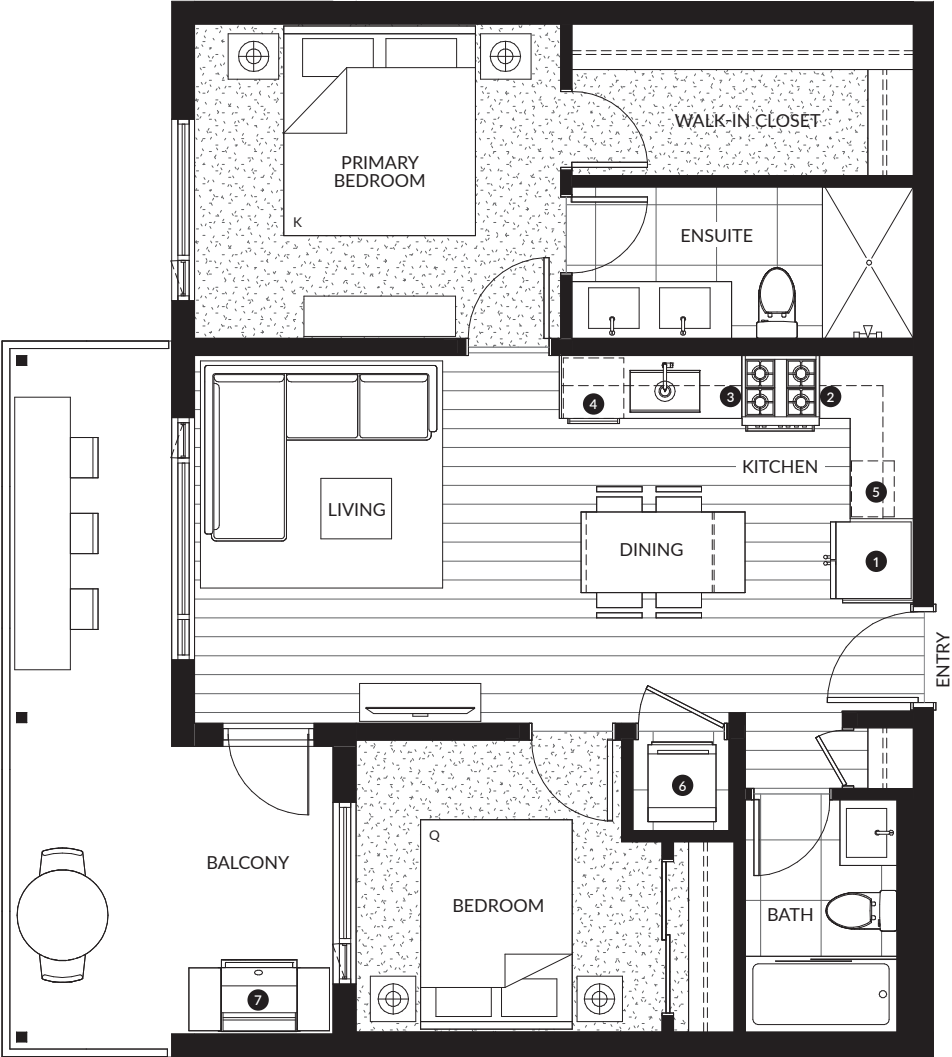 WALK-IN CLOSET
PRIMARY
BEDROOM
K
ENSUITE
4
3
2
KITCHEN
5
LIVING
DINING
1
ENTRY
6
Q
BALCONY
BEDROOM
BATH
7